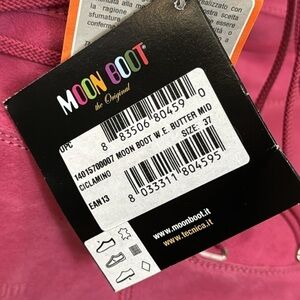 MOON BOOT
the Original
UPC
8 83506 80459 0
14015700007 MOON BOOT W.E. BUTTER MID
CICLAMINO
SIZE: 37
EAN13
8 033311 804595
www.moonboot.it
www.tecnica.it